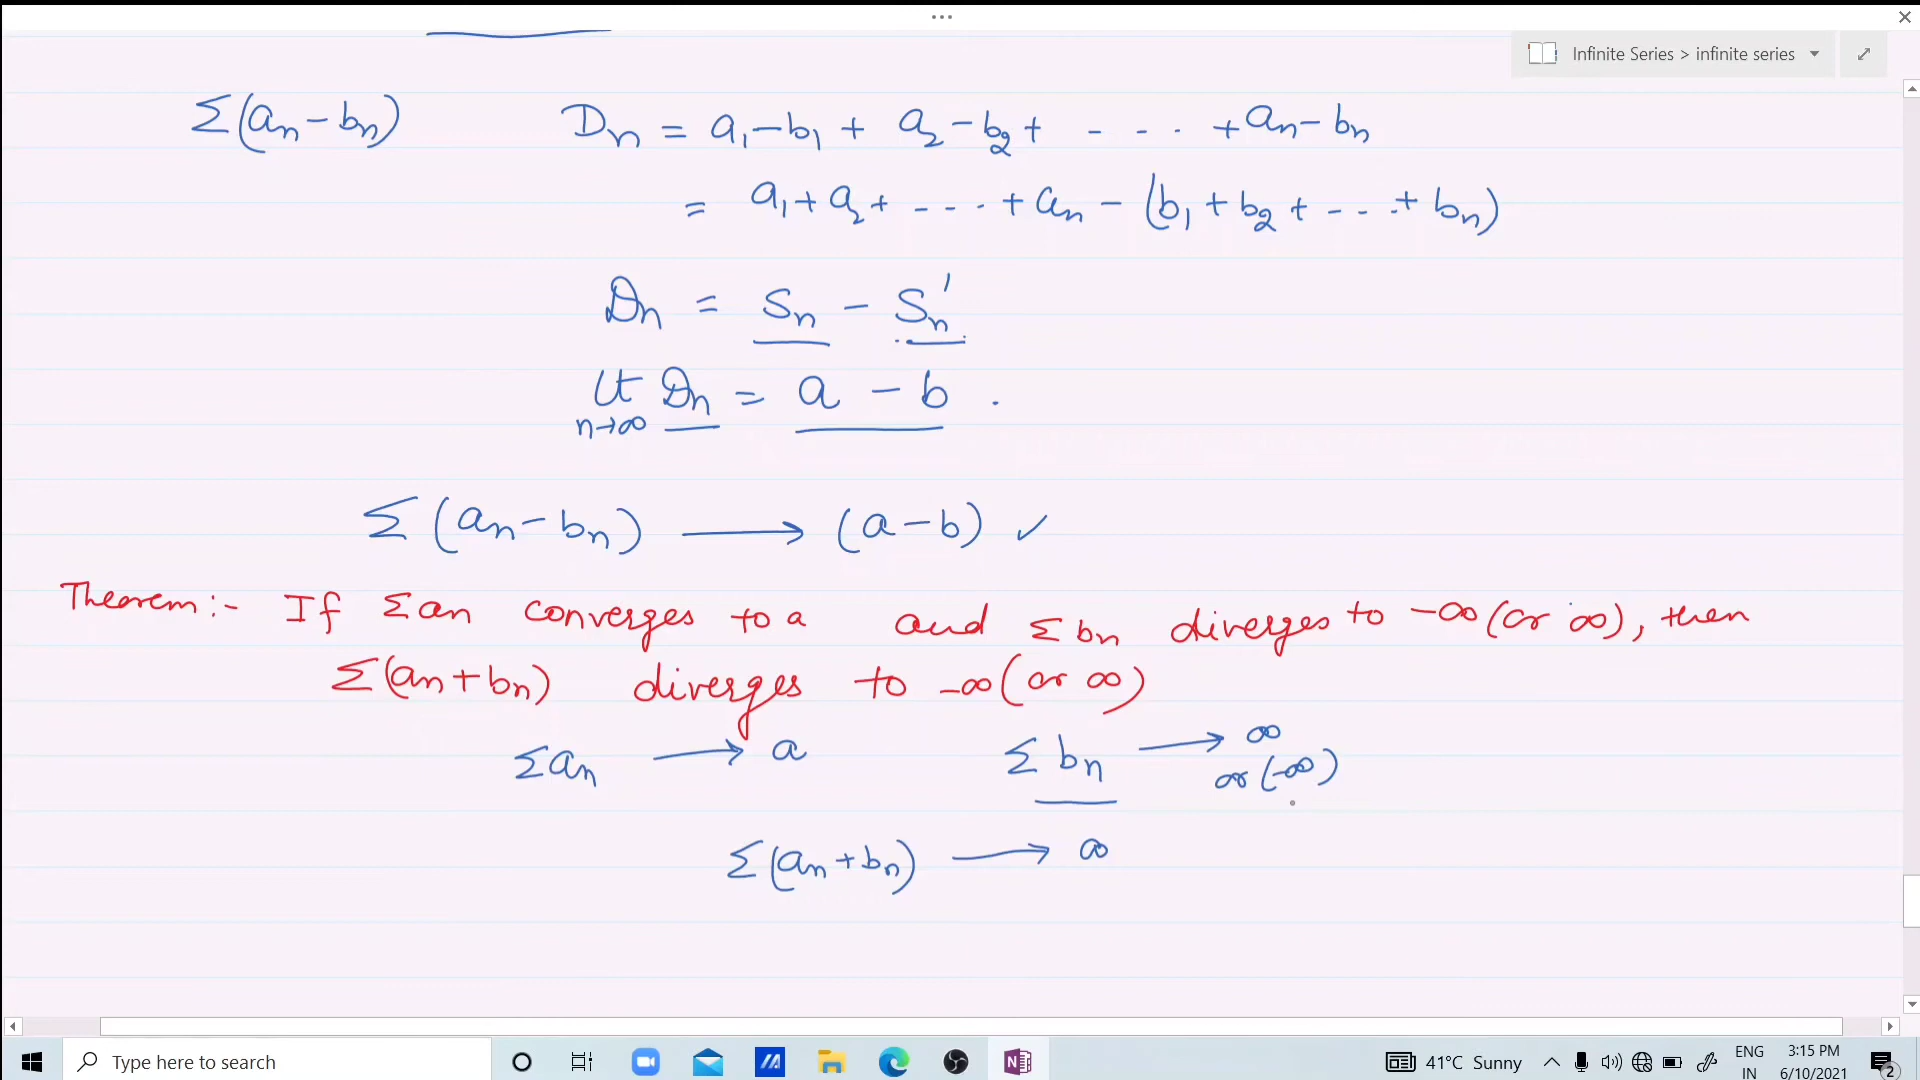 Infinite Series > infinite series
Σ(an − bn) Dn = a1 − b1 + a2 − b2 + - - . . + an − bn
= a1 + a2 + - - - . + an − (b1 + b2 + - - . . + bn)
Dn = Sn − Sn'
lt Dn = a − b .
n→∞
Σ(an − bn) ⟶ (a − b) ✓
Theorem:- If Σan converges to a and Σbn diverges to −∞ (or ∞), then
Σ(an + bn) diverges to −∞ (or ∞)
Σan ⟶ a Σ bn ⟶ ∞
or (−∞)
Σ(an + bn) ⟶ ∞
Type here to search
41°C Sunny
ENG
IN
3:15 PM
6/10/2021
2